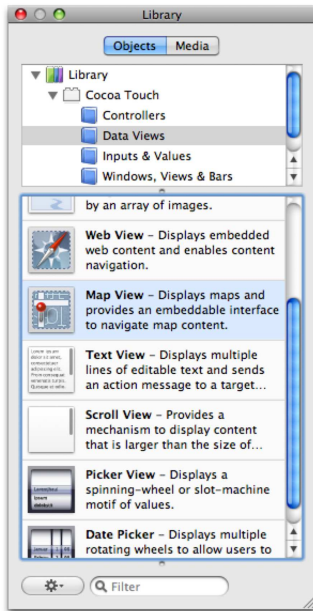 Library
Objects Media
Library
Cocoa Touch
Controllers
Data Views
Inputs & Values
Windows, Views & Bars
by an array of images.
Web View – Displays embedded
web content and enables content
navigation.
Map View – Displays maps and
provides an embeddable interface
to navigate map content.
Text View – Displays multiple
lines of editable text and sends
an action message to a target...
Scroll View – Provides a
mechanism to display content
that is larger than the size of...
Picker View – Displays a
spinning-wheel or slot-machine
motif of values.
Date Picker – Displays multiple
rotating wheels to allow users to
Filter